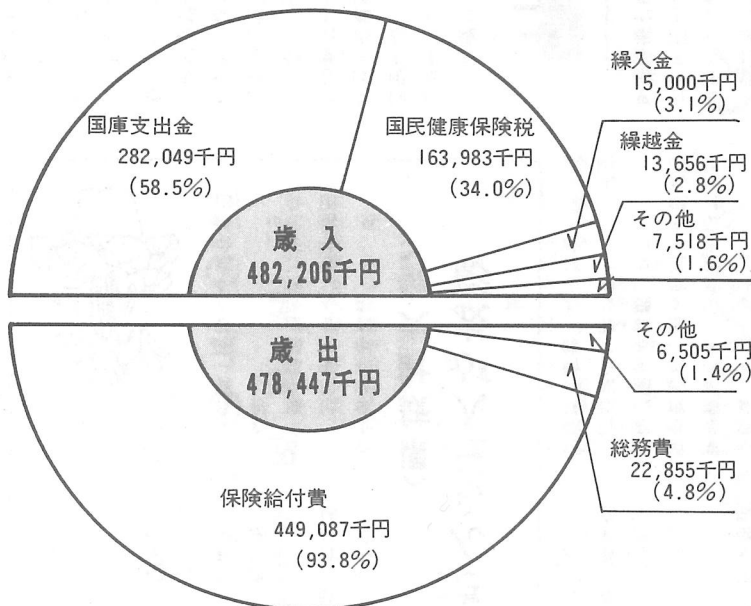 国庫支出金
282,049千円
(58.5%)
国民健康保険税
163,983千円
(34.0%)
繰入金
15,000千円
(3.1%)
繰越金
13,656千円
(2.8%)
その他
7,518千円
(1.6%)
歳入
482,206千円
歳出
478,447千円
その他
6,505千円
(1.4%)
総務費
22,855千円
(4.8%)
保険給付費
449,087千円
(93.8%)